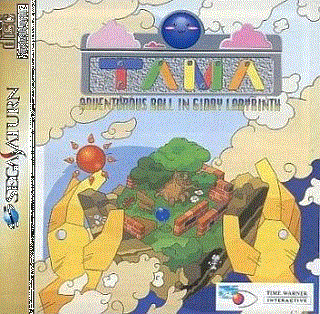 TAMA
ADVENTUROUS BALL IN GIDDY LABYRINTH
SEGA SATURN
TIME WARNER
INTERACTIVE